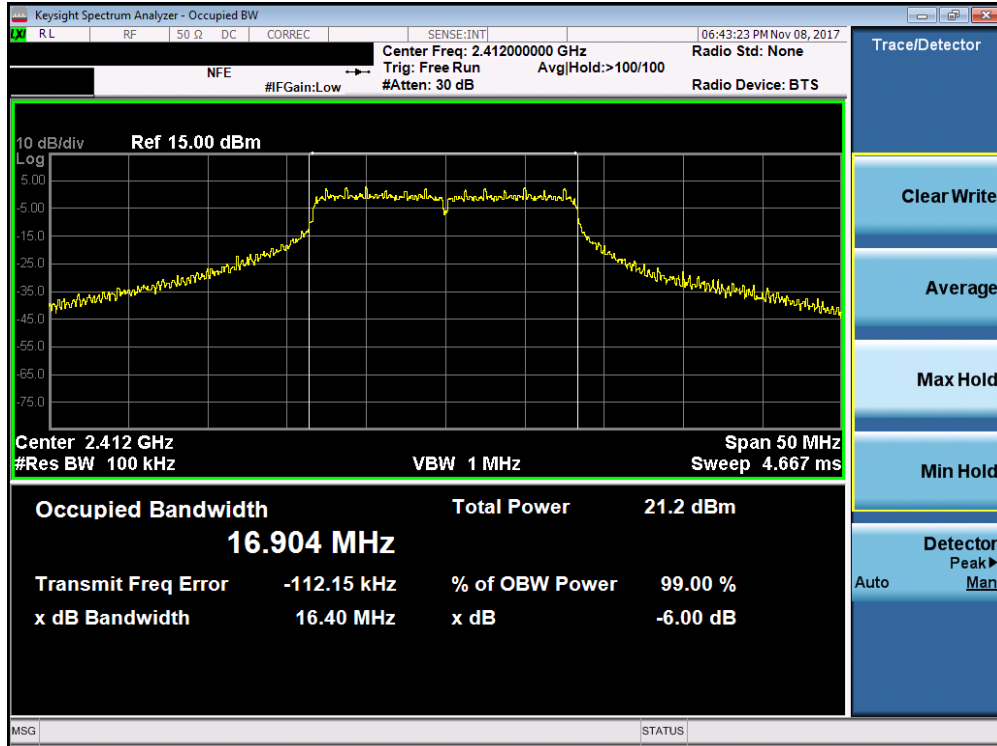 Keysight Spectrum Analyzer - Occupied BW
LXI RL RF 50 Ω DC CORREC SENSE:INT 06:43:23 PM Nov 08, 2017
Center Freq: 2.412000000 GHz Radio Std: None
NFE Trig: Free Run Avg|Hold:>100/100
#IFGain:Low #Atten: 30 dB Radio Device: BTS
10 dB/div Ref 15.00 dBm
Log
5.00
-5.00
-15.0
-25.0
-35.0
-45.0
-55.0
-65.0
-75.0
Center 2.412 GHz Span 50 MHz
#Res BW 100 kHz VBW 1 MHz Sweep 4.667 ms
Occupied Bandwidth Total Power 21.2 dBm
16.904 MHz
Transmit Freq Error -112.15 kHz % of OBW Power 99.00 %
x dB Bandwidth 16.40 MHz x dB -6.00 dB
MSG STATUS
Trace/Detector
Clear Write
Average
Max Hold
Min Hold
Detector
Peak▶
Auto Man